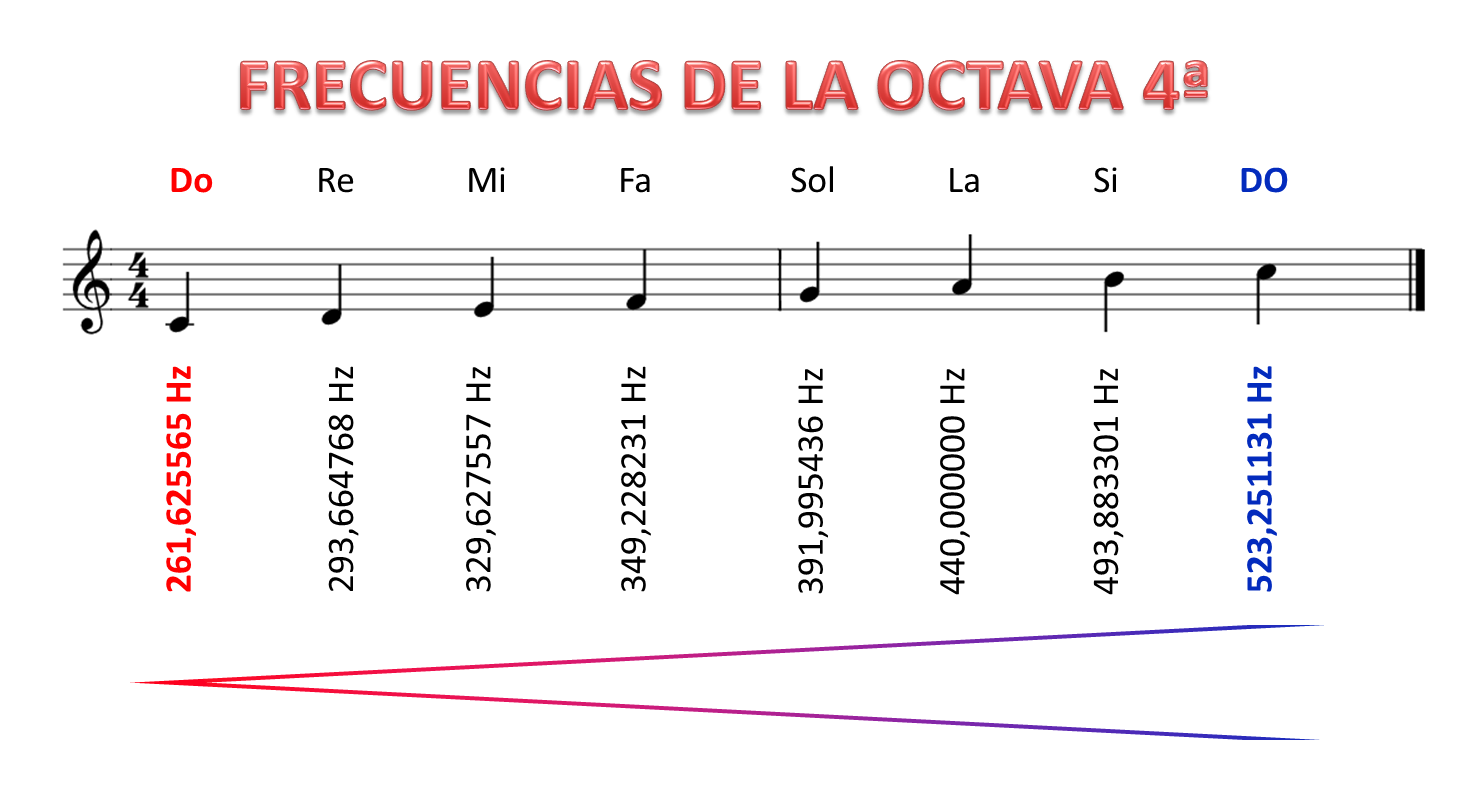 FRECUENCIAS DE LA OCTAVA 4ª
Do Re Mi Fa Sol La Si DO
4
4
261,625565 Hz
293,664768 Hz
329,627557 Hz
349,228231 Hz
391,995436 Hz
440,000000 Hz
493,883301 Hz
523,251131 Hz